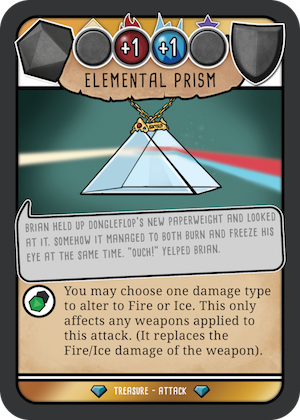 +1 +1
ELEMENTAL PRISM
BRIAN HELD UP DONGLEFLOP'S NEW PAPERWEIGHT AND LOOKED
AT IT. SOMEHOW IT MANAGED TO BOTH BURN AND FREEZE HIS
EYE AT THE SAME TIME. "OUCH!" YELPED BRIAN.
You may choose one damage type
to alter to Fire or Ice. This only
affects any weapons applied to
this attack. (It replaces the
Fire/Ice damage of the weapon).
TREASURE - ATTACK